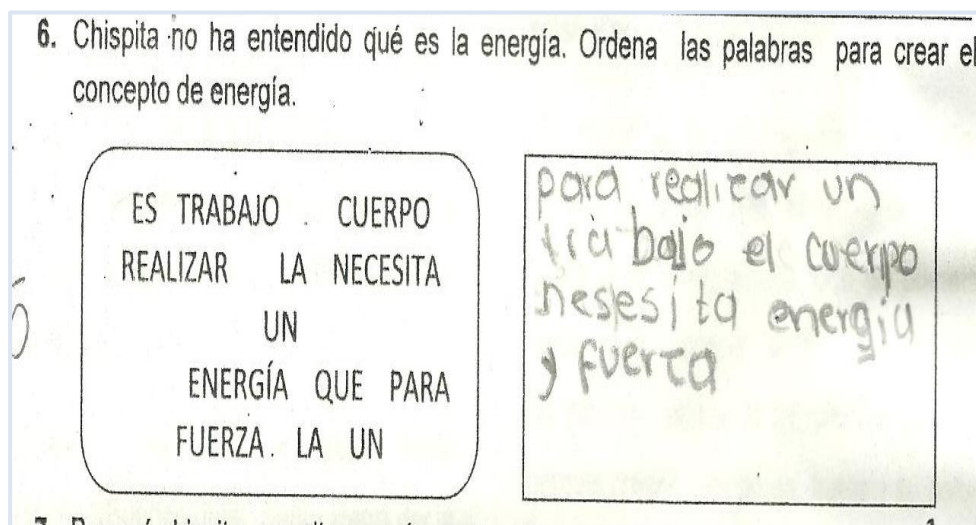 6. Chispita no ha entendido qué es la energía. Ordena las palabras para crear el
concepto de energía.
ES TRABAJO CUERPO
REALIZAR LA NECESITA
UN
ENERGÍA QUE PARA
FUERZA. LA UN
para realizar un
trabajo el cuerpo
nesesita energia
y fuerza